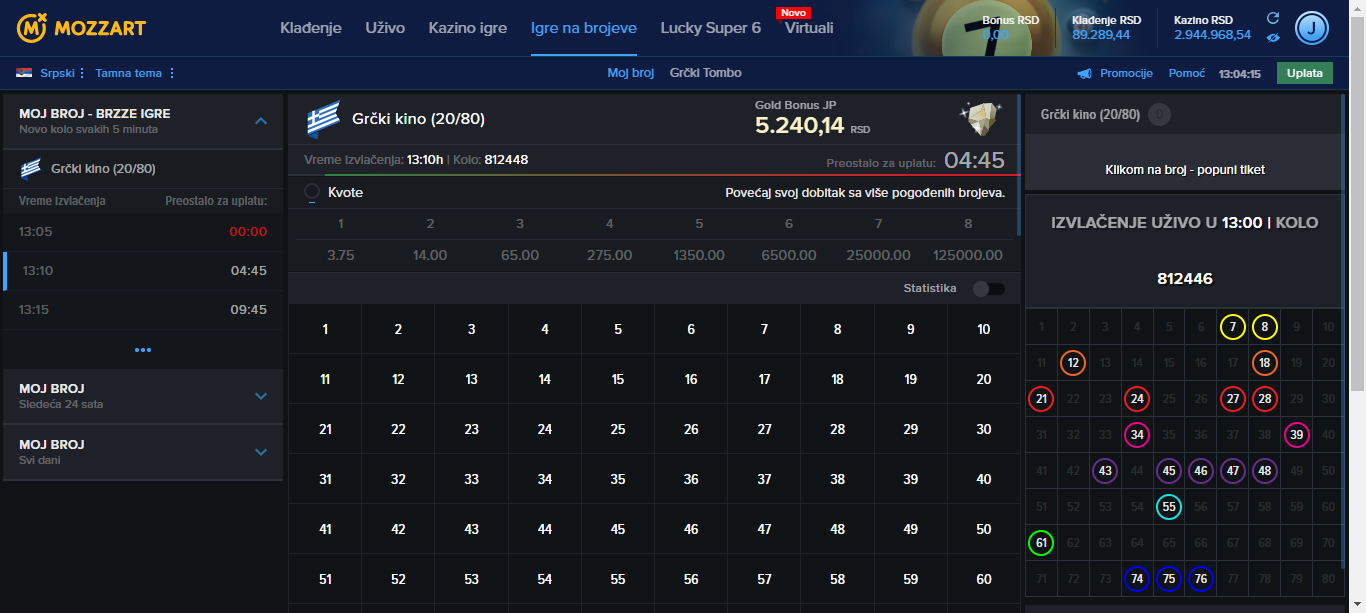 MOZZART
Klađenje Uživo Kazino igre Igre na brojeve Lucky Super 6 Novo Virtuali
Bonus RSD
0,00
Klađenje RSD
89.289,44
Kazino RSD
2.944.968,54
J
7
Srpski Tamna tema
Moj broj Grčki Tombo
Promocije Pomoć 13:04:15 Uplata
MOJ BROJ - BRZZE IGRE
Novo kolo svakih 5 minuta
Grčki kino (20/80)
Vreme izvlačenja Preostalo za uplatu:
13:05 00:00
13:10 04:45
13:15 09:45
MOJ BROJ
Sledeća 24 sata
MOJ BROJ
Svi dani
Grčki kino (20/80)
Gold Bonus JP
5.240,14 RSD
Vreme Izvlačenja: 13:10h | Kolo: 812448
Preostalo za uplatu: 04:45
Kvote
Povećaj svoj dobitak sa više pogođenih brojeva.
1 2 3 4 5 6 7 8
3.75 14.00 65.00 275.00 1350.00 6500.00 25000.00 125000.00
Statistika
1 2 3 4 5 6 7 8 9 10
11 12 13 14 15 16 17 18 19 20
21 22 23 24 25 26 27 28 29 30
31 32 33 34 35 36 37 38 39 40
41 42 43 44 45 46 47 48 49 50
51 52 53 54 55 56 57 58 59 60
Grčki kino (20/80) 0
Klikom na broj - popuni tiket
IZVLAČENJE UŽIVO U 13:00 | KOLO
812446
1 2 3 4 5 6 7 8 9 10
11 12 13 14 15 16 17 18 19 20
21 22 23 24 25 26 27 28 29 30
31 32 33 34 35 36 37 38 39 40
41 42 43 44 45 46 47 48 49 50
51 52 53 54 55 56 57 58 59 60
61 62 63 64 65 66 67 68 69 70
71 72 73 74 75 76 77 78 79 80